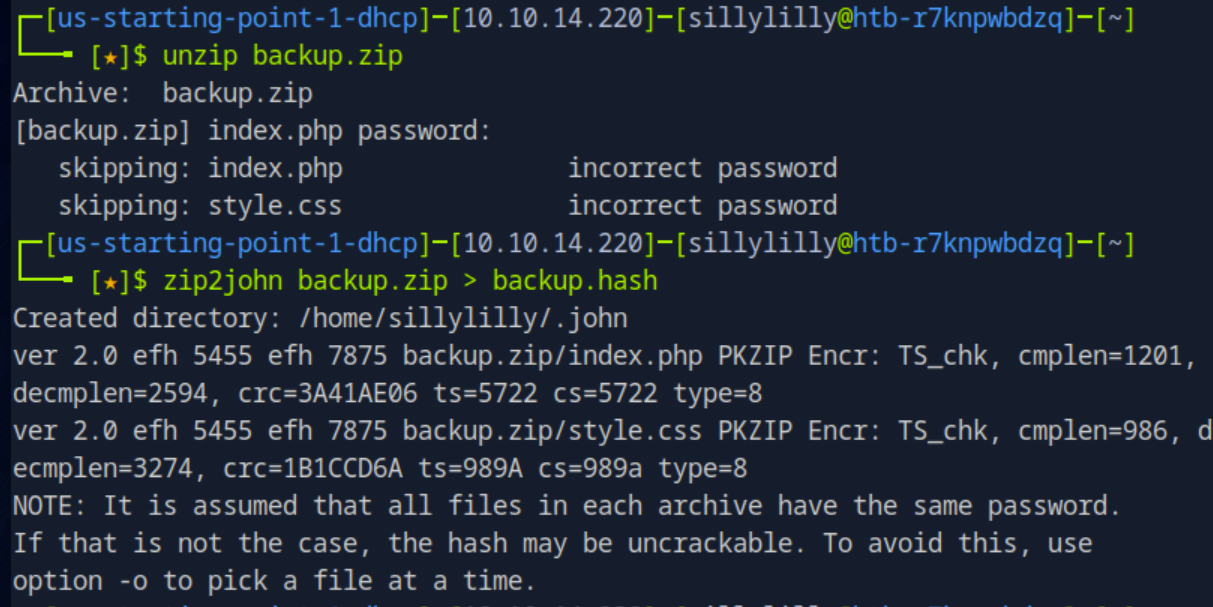 ┌─[us-starting-point-1-dhcp]─[10.10.14.220]─[sillylilly@htb-r7knpwbdzq]─[~]
└──╼ [★]$ unzip backup.zip
Archive:  backup.zip
[backup.zip] index.php password:
   skipping: index.php               incorrect password
   skipping: style.css               incorrect password
┌─[us-starting-point-1-dhcp]─[10.10.14.220]─[sillylilly@htb-r7knpwbdzq]─[~]
└──╼ [★]$ zip2john backup.zip > backup.hash
Created directory: /home/sillylilly/.john
ver 2.0 efh 5455 efh 7875 backup.zip/index.php PKZIP Encr: TS_chk, cmplen=1201,
decmplen=2594, crc=3A41AE06 ts=5722 cs=5722 type=8
ver 2.0 efh 5455 efh 7875 backup.zip/style.css PKZIP Encr: TS_chk, cmplen=986, d
ecmplen=3274, crc=1B1CCD6A ts=989A cs=989a type=8
NOTE: It is assumed that all files in each archive have the same password.
If that is not the case, the hash may be uncrackable. To avoid this, use
option -o to pick a file at a time.